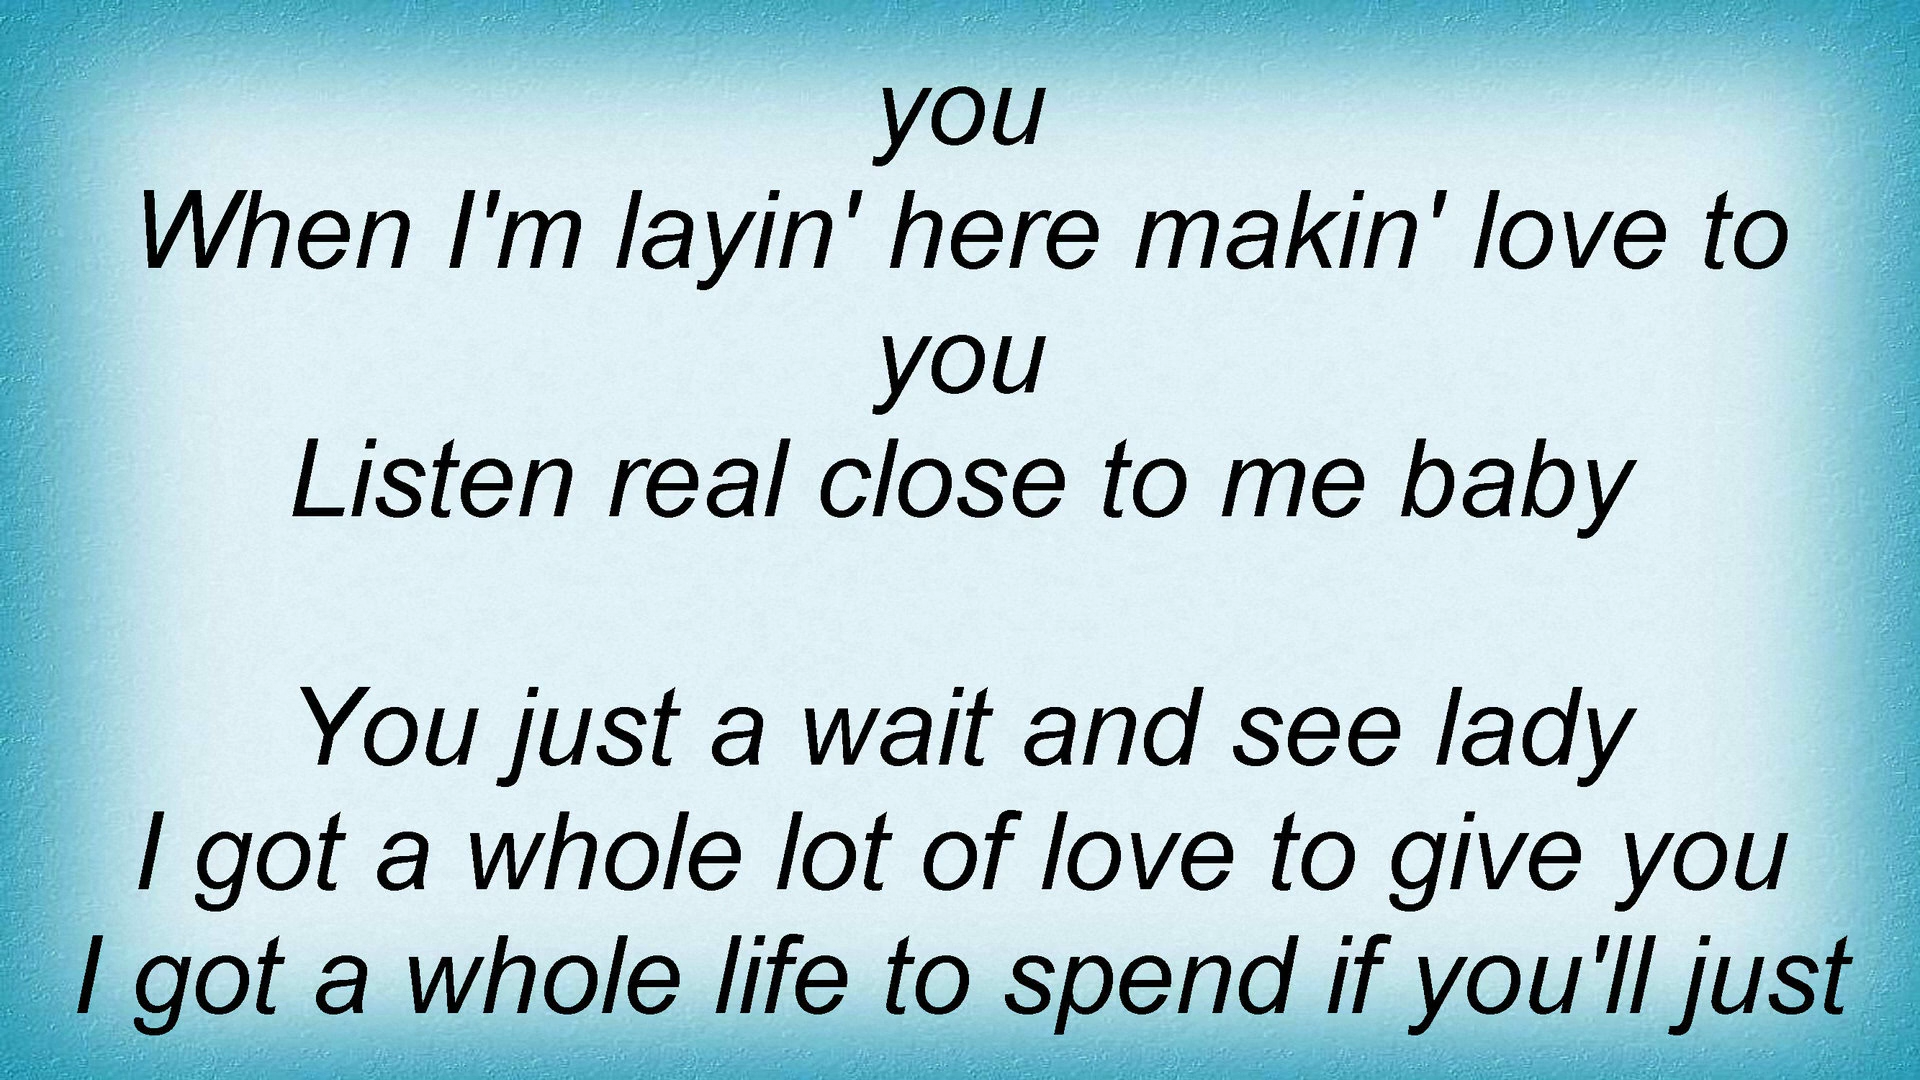 you
When I'm layin' here makin' love to
you
Listen real close to me baby
You just a wait and see lady
I got a whole lot of love to give you
I got a whole life to spend if you'll just